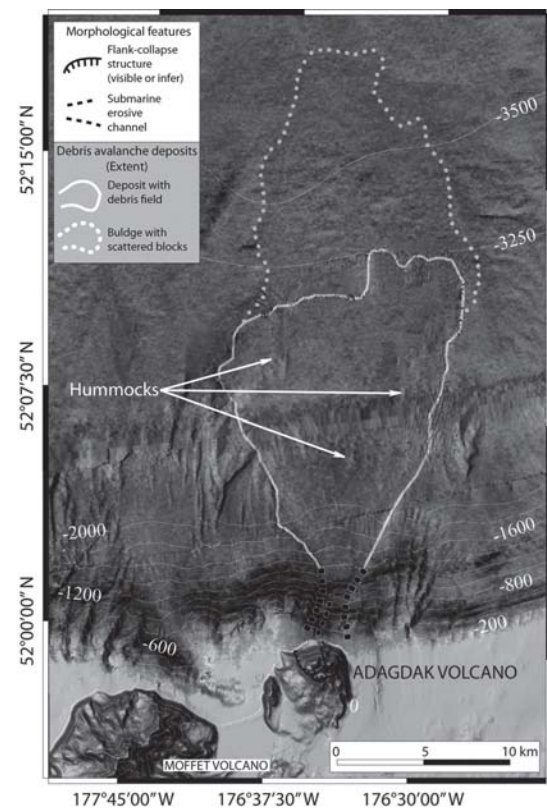 Morphological features
Flank-collapse
structure
(visible or infer)
Submarine
erosive
channel
Debris avalanche deposits
(Extent)
Deposit with
debris field
Buldge with
scattered blocks
-3500
-3250
Hummocks
-2000
-1600
-1200
-800
-200
-600
ADAGDAK VOLCANO
0
MOFFET VOLCANO
0 5 10 km
52°15'00" N
52°07'30" N
52°00'00" N
177°45'00"W 176°37'30"W 176°30'00"W